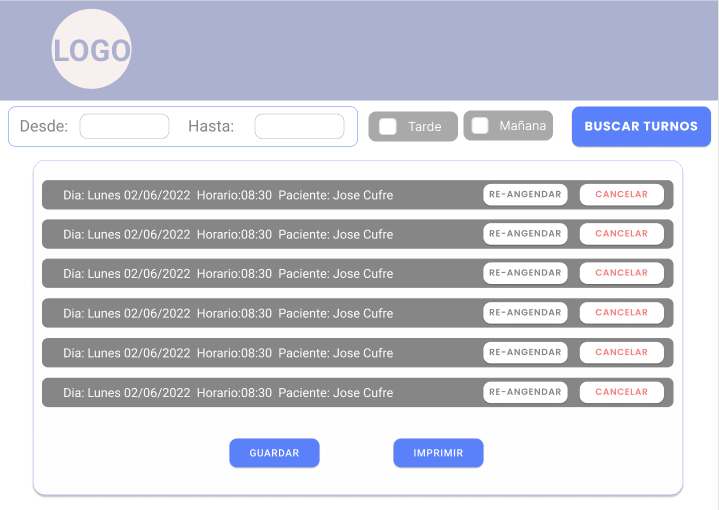 LOGO
Desde: Hasta: Tarde Mañana BUSCAR TURNOS
Dia: Lunes 02/06/2022 Horario:08:30 Paciente: Jose Cufre RE-ANGENDAR CANCELAR
Dia: Lunes 02/06/2022 Horario:08:30 Paciente: Jose Cufre RE-ANGENDAR CANCELAR
Dia: Lunes 02/06/2022 Horario:08:30 Paciente: Jose Cufre RE-ANGENDAR CANCELAR
Dia: Lunes 02/06/2022 Horario:08:30 Paciente: Jose Cufre RE-ANGENDAR CANCELAR
Dia: Lunes 02/06/2022 Horario:08:30 Paciente: Jose Cufre RE-ANGENDAR CANCELAR
Dia: Lunes 02/06/2022 Horario:08:30 Paciente: Jose Cufre RE-ANGENDAR CANCELAR
GUARDAR IMPRIMIR